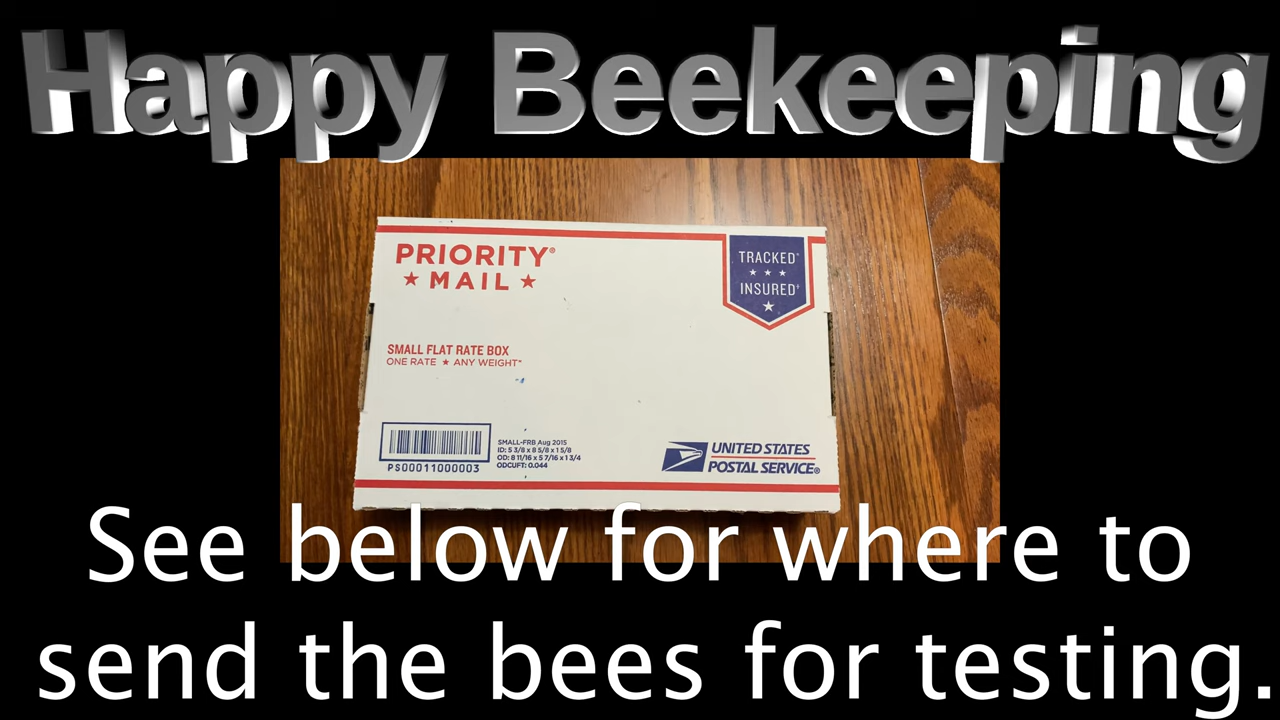 Happy Beekeeping
PRIORITY®
★ MAIL ★
TRACKED*
★ ★ ★
INSURED†
★
SMALL FLAT RATE BOX
ONE RATE ★ ANY WEIGHT*
PS00011000003
SMALL-FRB Aug 2015
ID: 5 3/8 x 8 5/8 x 1 5/8
OD: 8 11/16 x 5 7/16 x 1 3/4
ODCUFT: 0.044
UNITED STATES
POSTAL SERVICE®
See below for where to
send the bees for testing.